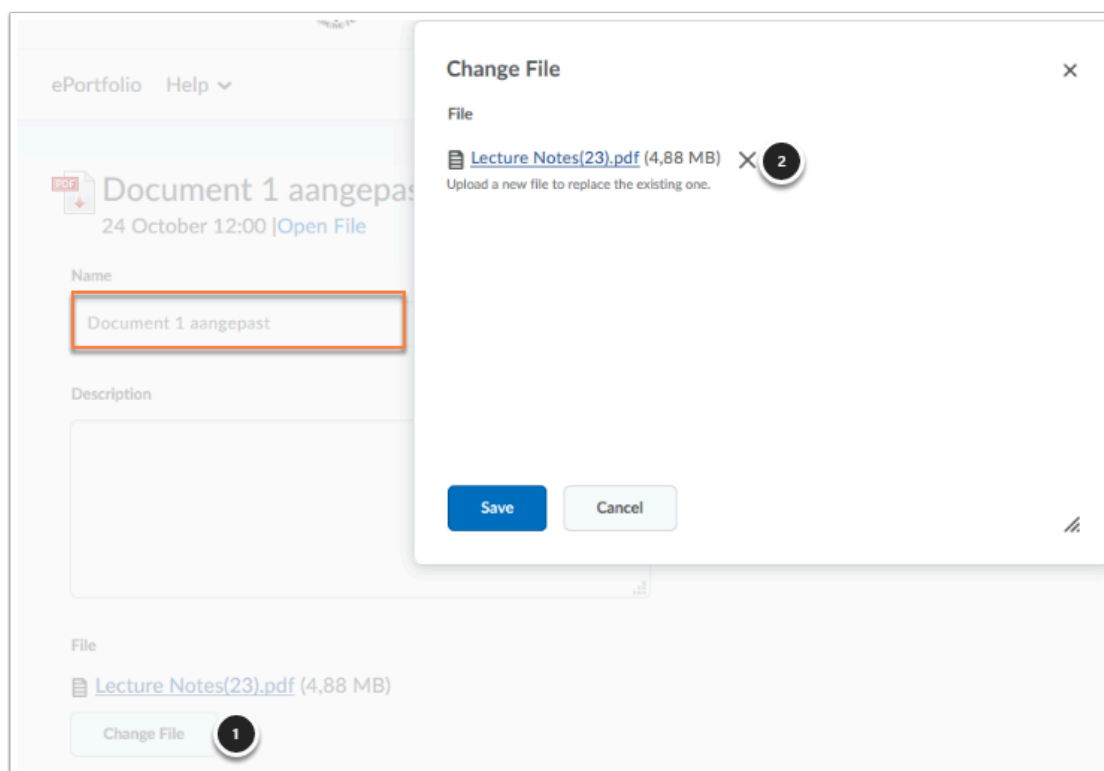 ePortfolio Help
Document 1 aangepas
24 October 12:00 |Open File
Name
Document 1 aangepast
Description
File
Lecture Notes(23).pdf (4,88 MB)
Change File 1
Change File
File
Lecture Notes(23).pdf (4,88 MB) 2
Upload a new file to replace the existing one.
Save Cancel
PDF